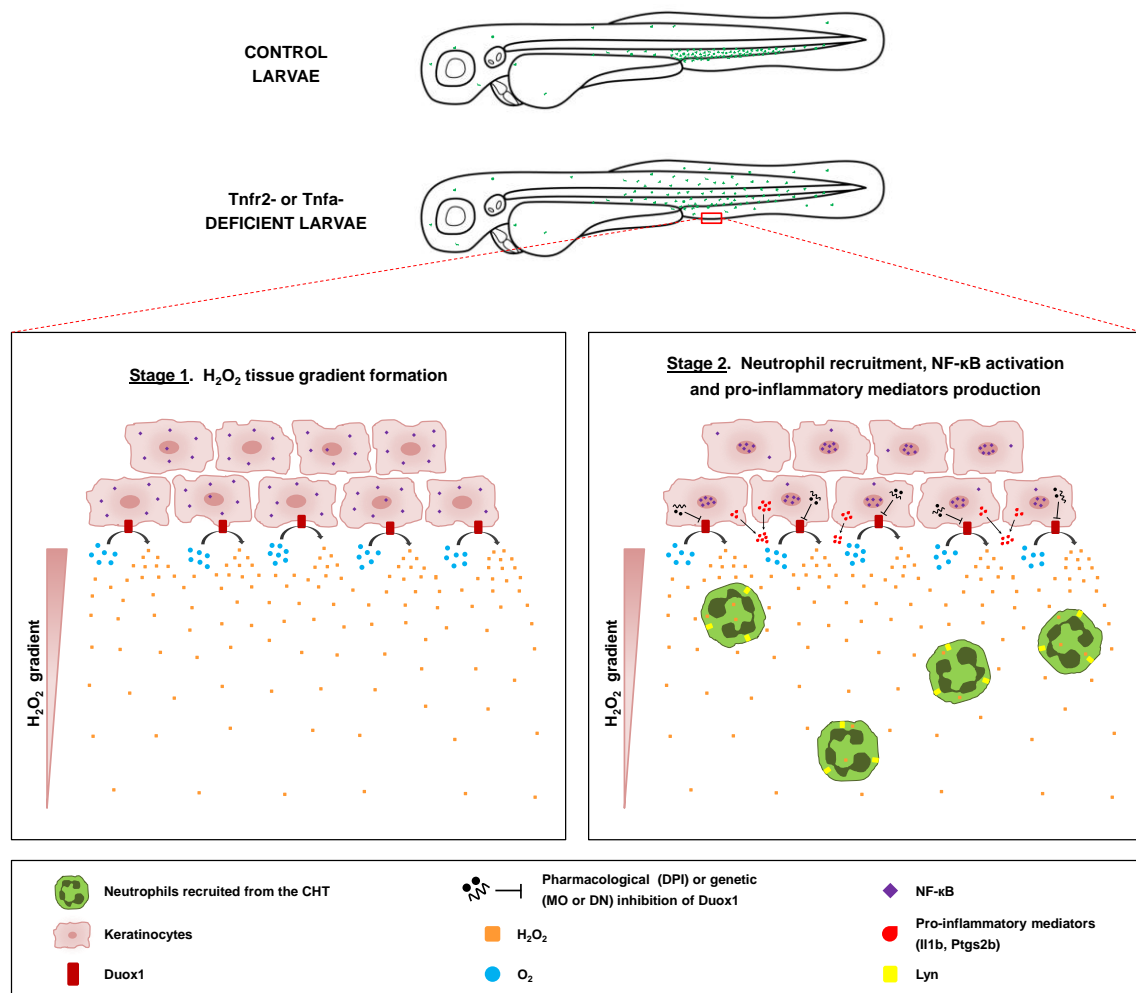 CONTROL
LARVAE
Tnfr2- or Tnfa-
DEFICIENT LARVAE
Stage 1. H₂O₂ tissue gradient formation
H₂O₂ gradient
Stage 2. Neutrophil recruitment, NF-κB activation
and pro-inflammatory mediators production
H₂O₂ gradient
Neutrophils recruited from the CHT
Keratinocytes
Duox1
Pharmacological (DPI) or genetic
(MO or DN) inhibition of Duox1
H₂O₂
O₂
NF-κB
Pro-inflammatory mediators
(Il1b, Ptgs2b)
Lyn